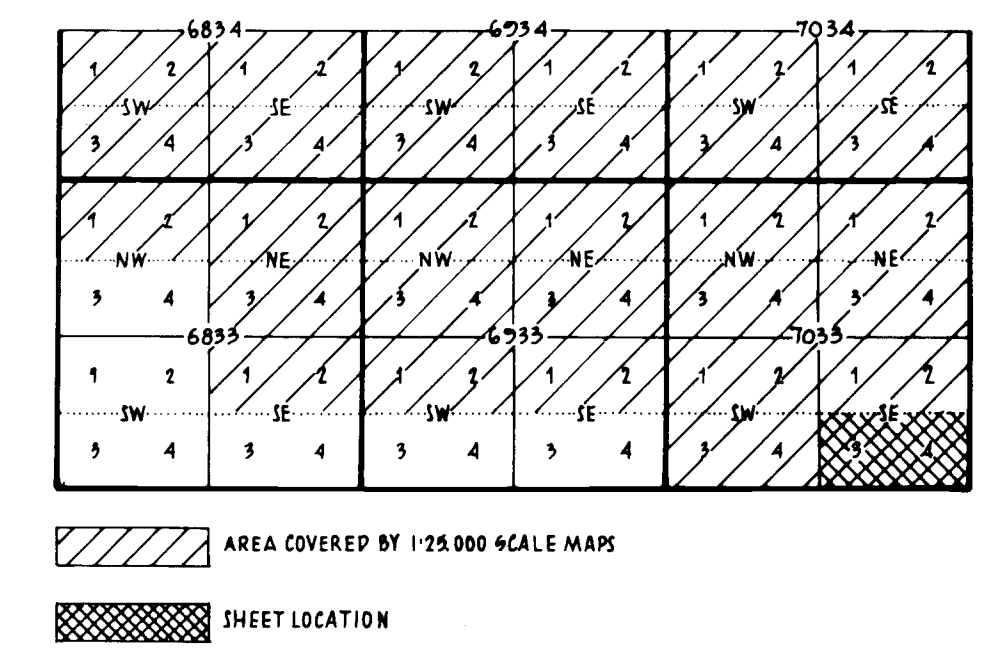 6834 6934 7034
1 2 1 2 1 2 1 2 1 2 1 2
SW SE SW SE SW SE
3 4 3 4 3 4 3 4 3 4 3 4
1 2 1 2 1 2 1 2 1 2 1 2
NW NE NW NE NW NE
3 4 3 4 3 4 3 4 3 4 3 4
6833 6933 7033
1 2 1 2 1 2 1 2 1 2 1 2
SW SE SW SE SW SE
3 4 3 4 3 4 3 4 3 4 3 4
AREA COVERED BY 1:25.000 SCALE MAPS
SHEET LOCATION